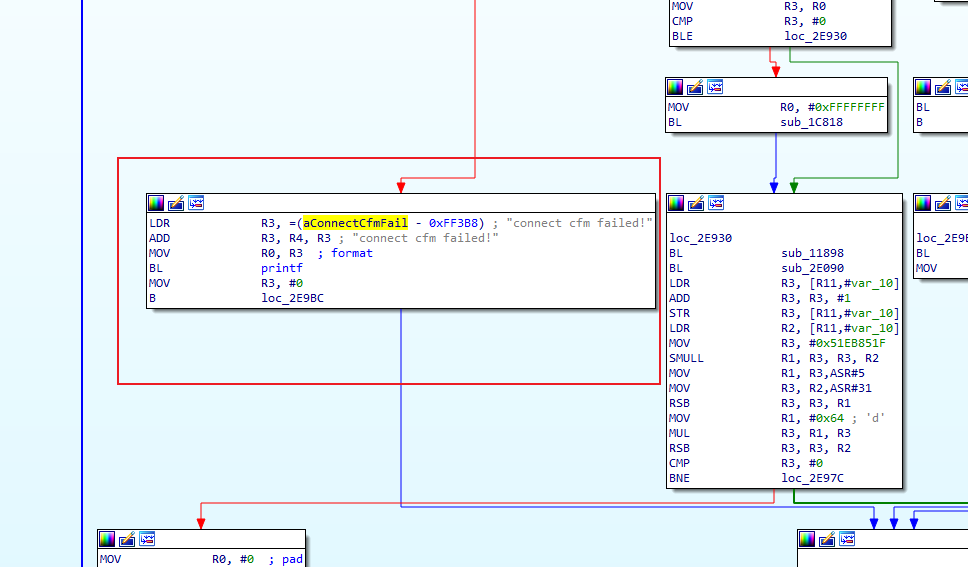 MOV R3, R0
CMP R3, #0
BLE loc_2E930
MOV R0, #0xFFFFFFFF
BL sub_1C818
BL
B
LDR R3, =(aConnectCfmFail - 0xFF3B8) ; "connect cfm failed!"
ADD R3, R4, R3 ; "connect cfm failed!"
MOV R0, R3 ; format
BL printf
MOV R3, #0
B loc_2E9BC
loc_2E930
BL sub_11898
BL sub_2E090
LDR R3, [R11,#var_10]
ADD R3, R3, #1
STR R3, [R11,#var_10]
LDR R2, [R11,#var_10]
MOV R3, #0x51EB851F
SMULL R1, R3, R3, R2
MOV R1, R3,ASR#5
MOV R3, R2,ASR#31
RSB R3, R3, R1
MOV R1, #0x64 ; 'd'
MUL R3, R1, R3
RSB R3, R3, R2
CMP R3, #0
BNE loc_2E97C
BL
MOV
MOV R0, #0 ; pad